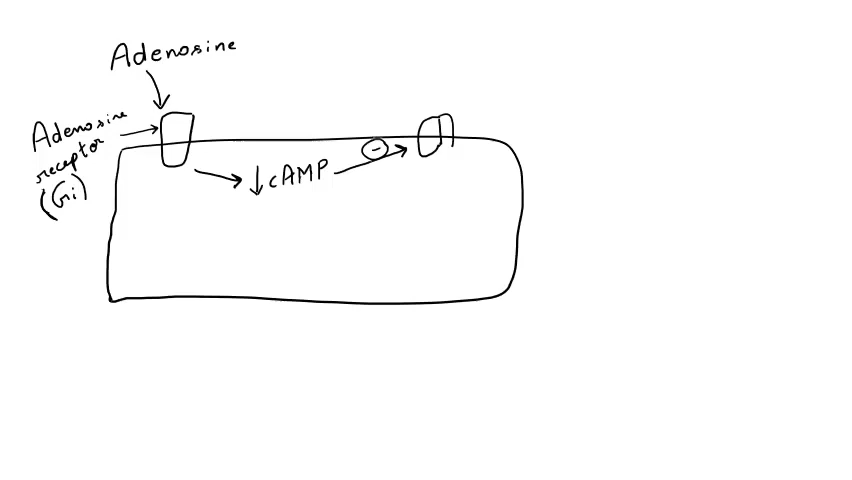 Adenosine
Adenosine
receptor
(Gi)
↓cAMP
−